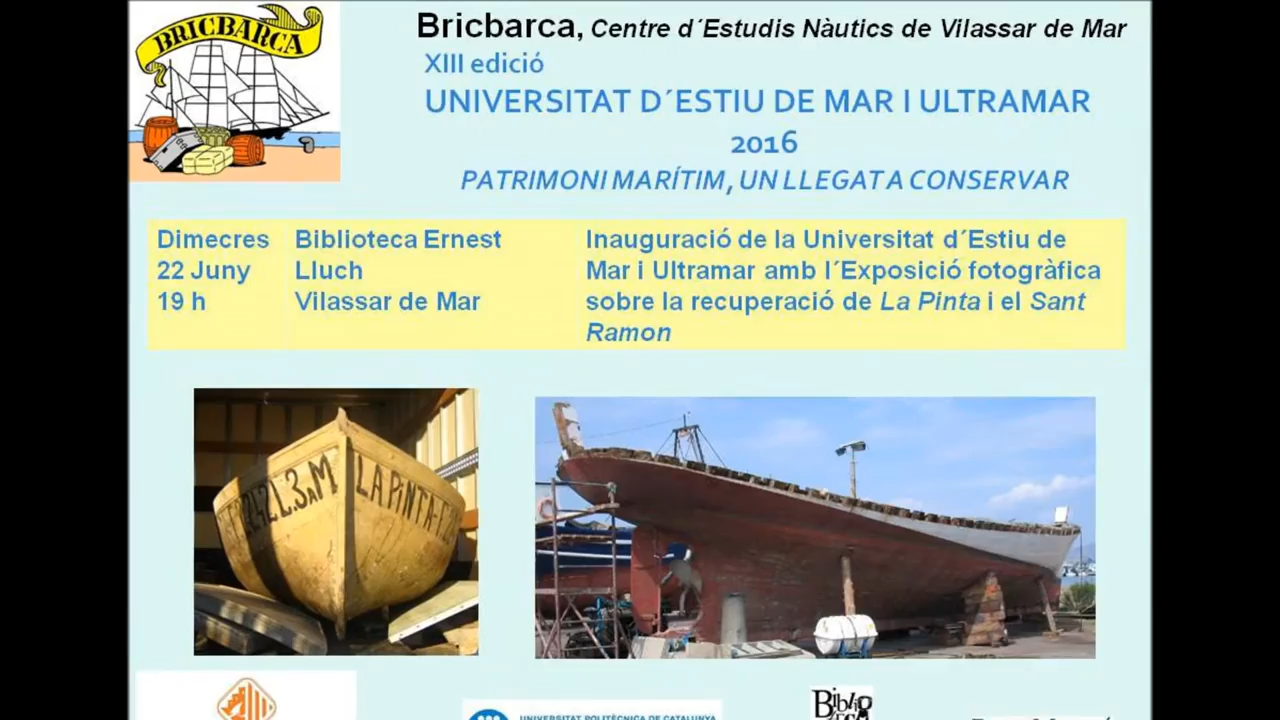 BRICBARCA
Bricbarca, Centre d´Estudis Nàutics de Vilassar de Mar
XIII edició
UNIVERSITAT D´ESTIU DE MAR I ULTRAMAR
2016
PATRIMONI MARÍTIM, UN LLEGAT A CONSERVAR
Dimecres
22 Juny
19 h
Biblioteca Ernest
Lluch
Vilassar de Mar
Inauguració de la Universitat d´Estiu de
Mar i Ultramar amb l´Exposició fotogràfica
sobre la recuperació de La Pinta i el Sant
Ramon
LA PINTA
UNIVERSITAT POLITÈCNICA DE CATALUNYA